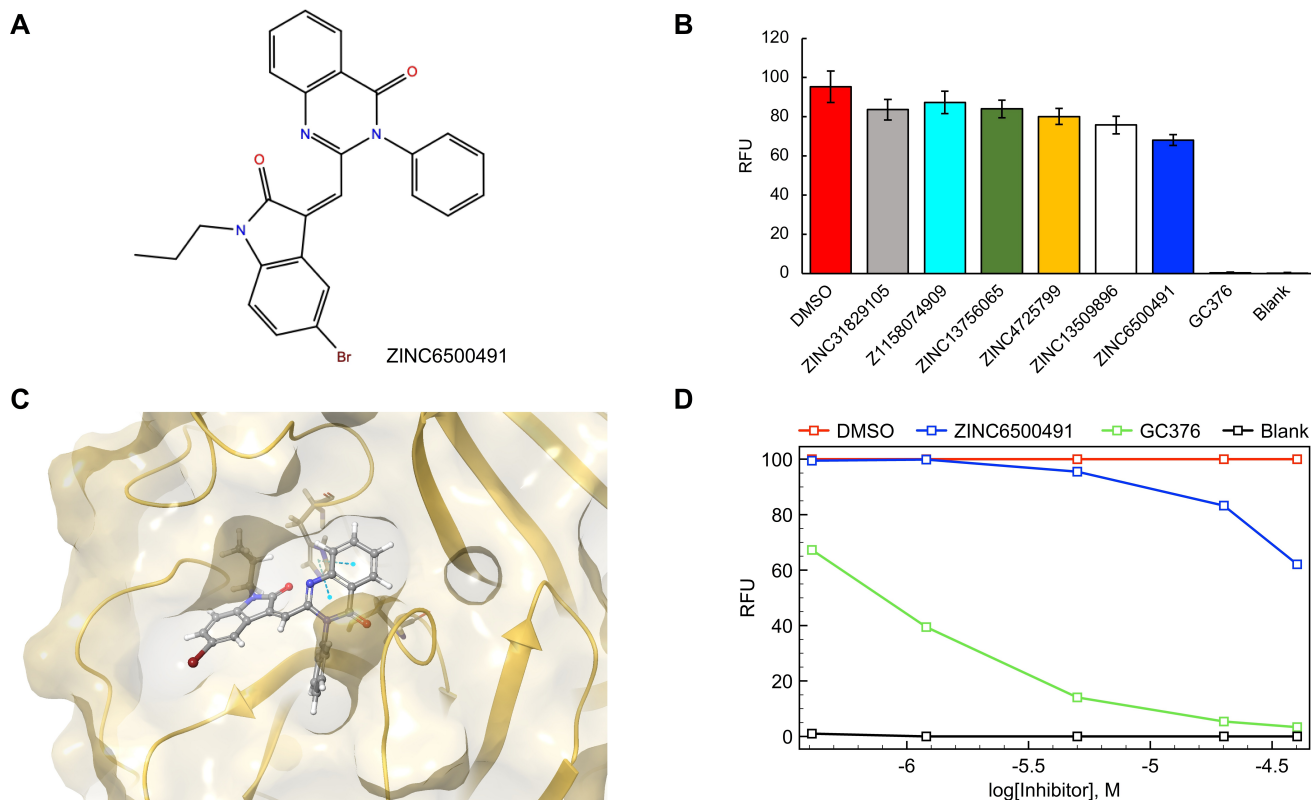 A
O
N
N
O
N
Br
ZINC6500491
B
120
100
80
60
40
20
0
RFU
DMSO
ZINC31829105
Z1158074909
ZINC13756065
ZINC4725799
ZINC13509896
ZINC6500491
GC376
Blank
C
D
DMSO
ZINC6500491
GC376
Blank
100
80
60
40
20
0
RFU
-6
-5.5
-5
-4.5
log[Inhibitor], M